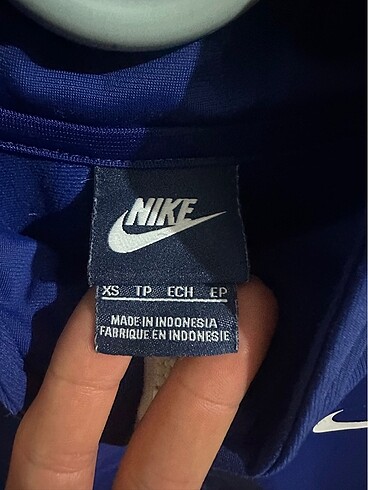 NIKE
XS TP ECH EP
MADE IN INDONESIA
FABRIQUE EN INDONESIE